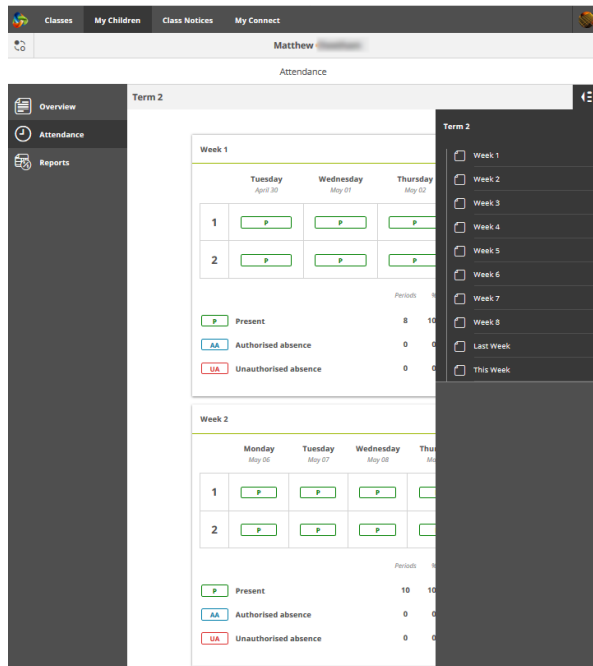 Classes My Children Class Notices My Connect
Matthew
Attendance
Overview
Attendance
Reports
Term 2
Week 1
Tuesday Wednesday Thursday
April 30 May 01 May 02
1 P P P
2 P P P
Periods
P Present 8 10
AA Authorised absence 0 0
UA Unauthorised absence 0 0
Week 2
Monday Tuesday Wednesday Thu
May 06 May 07 May 08
1 P P P
2 P P P
Periods
P Present 10 10
AA Authorised absence 0 0
UA Unauthorised absence 0 0
Term 2
Week 1
Week 2
Week 3
Week 4
Week 5
Week 6
Week 7
Week 8
Last Week
This Week